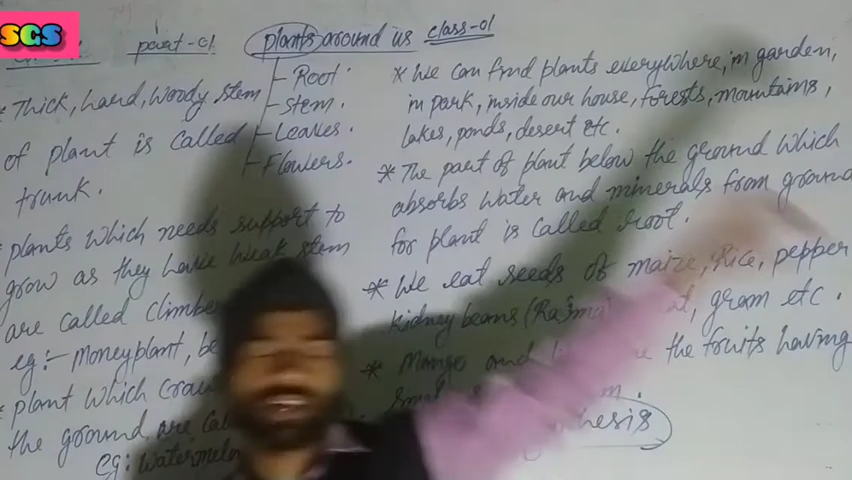 SGS
part-01
plants around us class-01
- Root.
- Stem.
- Leaves.
- Flowers.
* Thick, hard, woody stem
of plant is called
trunk.
* plants which needs support to
grow as they have weak stem
are called
eg:- Moneyplant,
* plant which
the ground are
eg: Watermelon
* We can find plants everywhere, in garden,
in park, inside our house, forests, mountains,
lakes, ponds, desert etc.
* The part of plant below the ground which
absorbs water and minerals from ground
for plant is called root.
* We eat seeds of maize, Rice, pepper
kidney beans gram etc.
* Mango and the fruits having